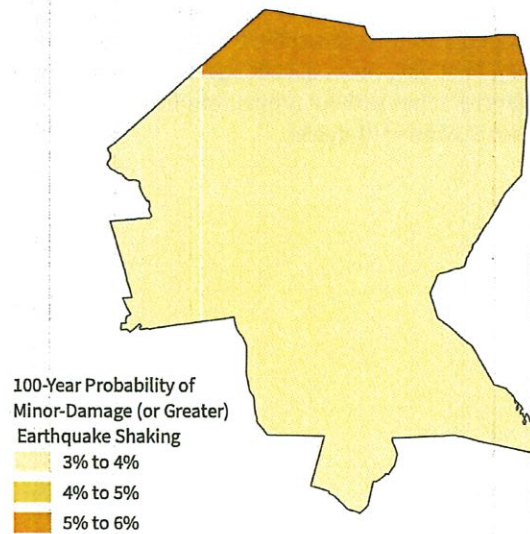 100-Year Probability of
Minor-Damage (or Greater)
Earthquake Shaking
3% to 4%
4% to 5%
5% to 6%